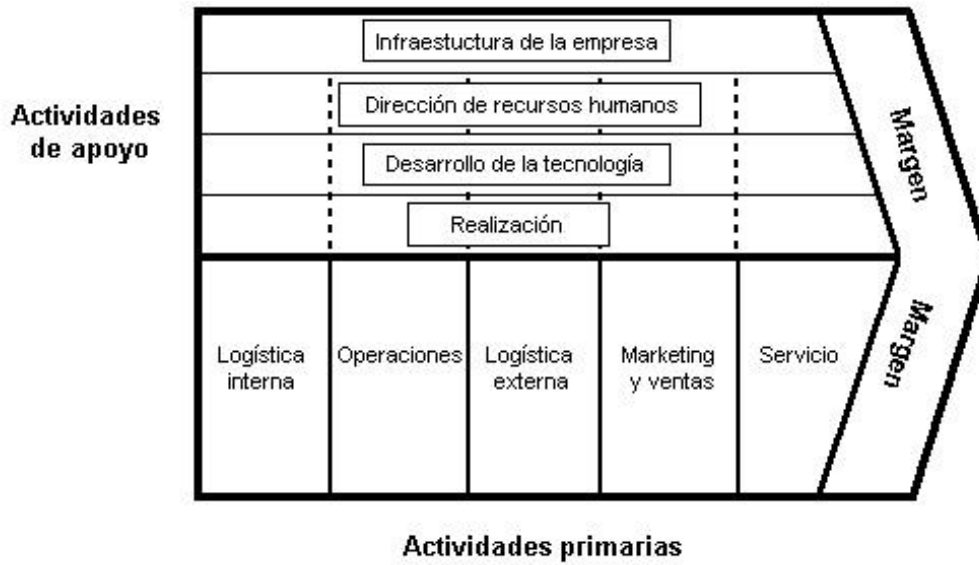 Infraestuctura de la empresa
Dirección de recursos humanos
Actividades
de apoyo
Desarrollo de la tecnología
Realización
Margen
Margen
Logística
interna
Operaciones
Logística
externa
Marketing
y ventas
Servicio
Actividades primarias